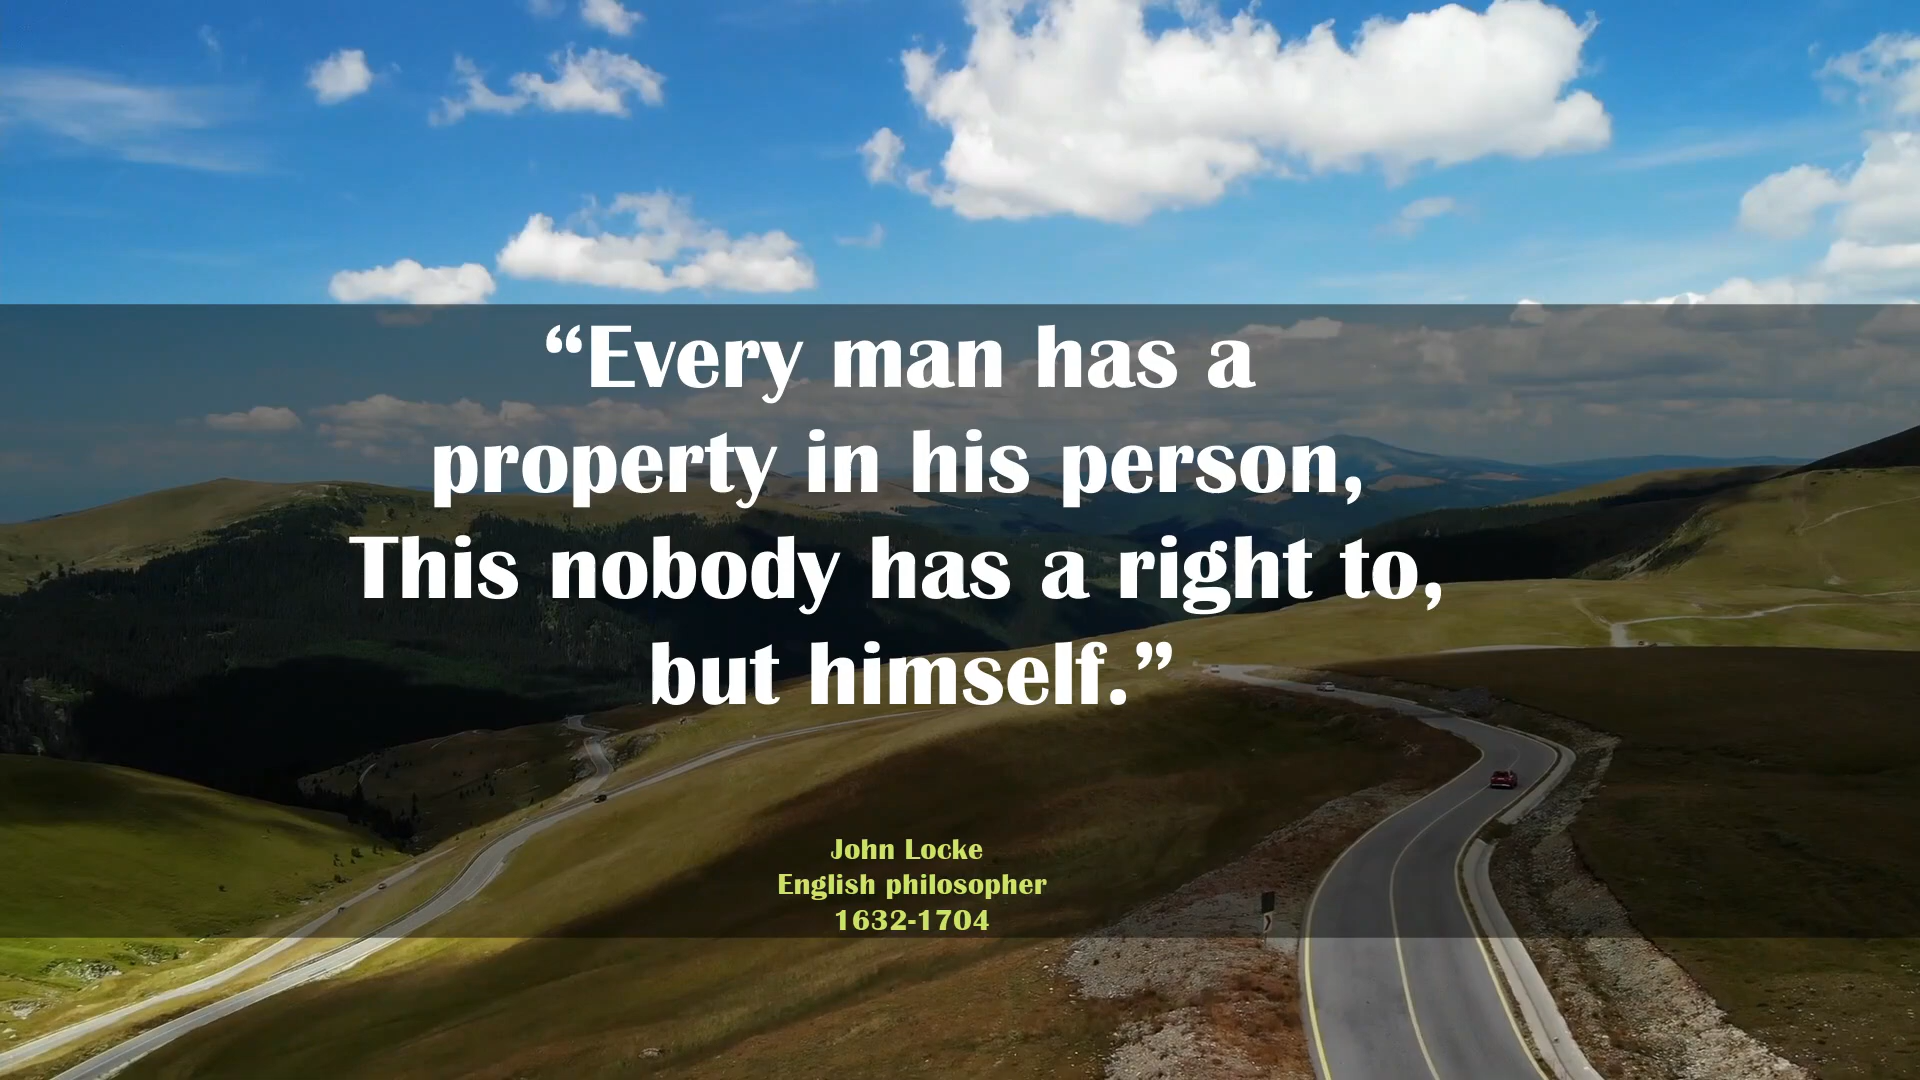 “Every man has a
property in his person,
This nobody has a right to,
but himself.”
John Locke
English philosopher
1632-1704